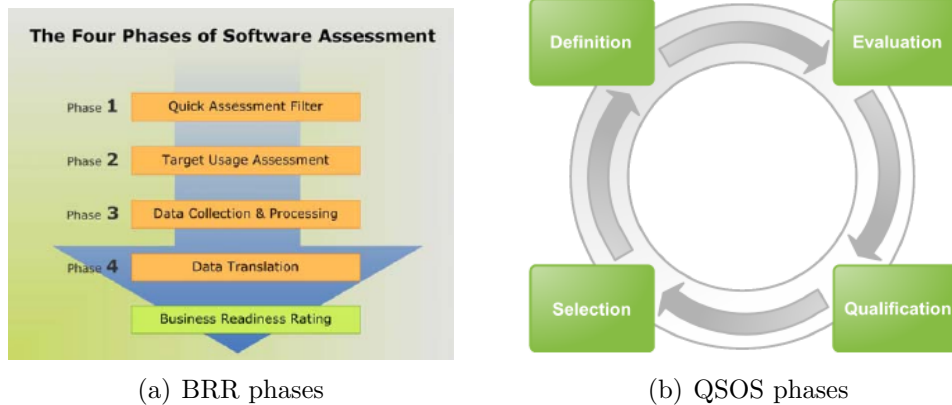 The Four Phases of Software Assessment
Phase 1 Quick Assessment Filter
Phase 2 Target Usage Assessment
Phase 3 Data Collection & Processing
Phase 4 Data Translation
Business Readiness Rating
(a) BRR phases
Definition
Evaluation
Selection
Qualification
(b) QSOS phases